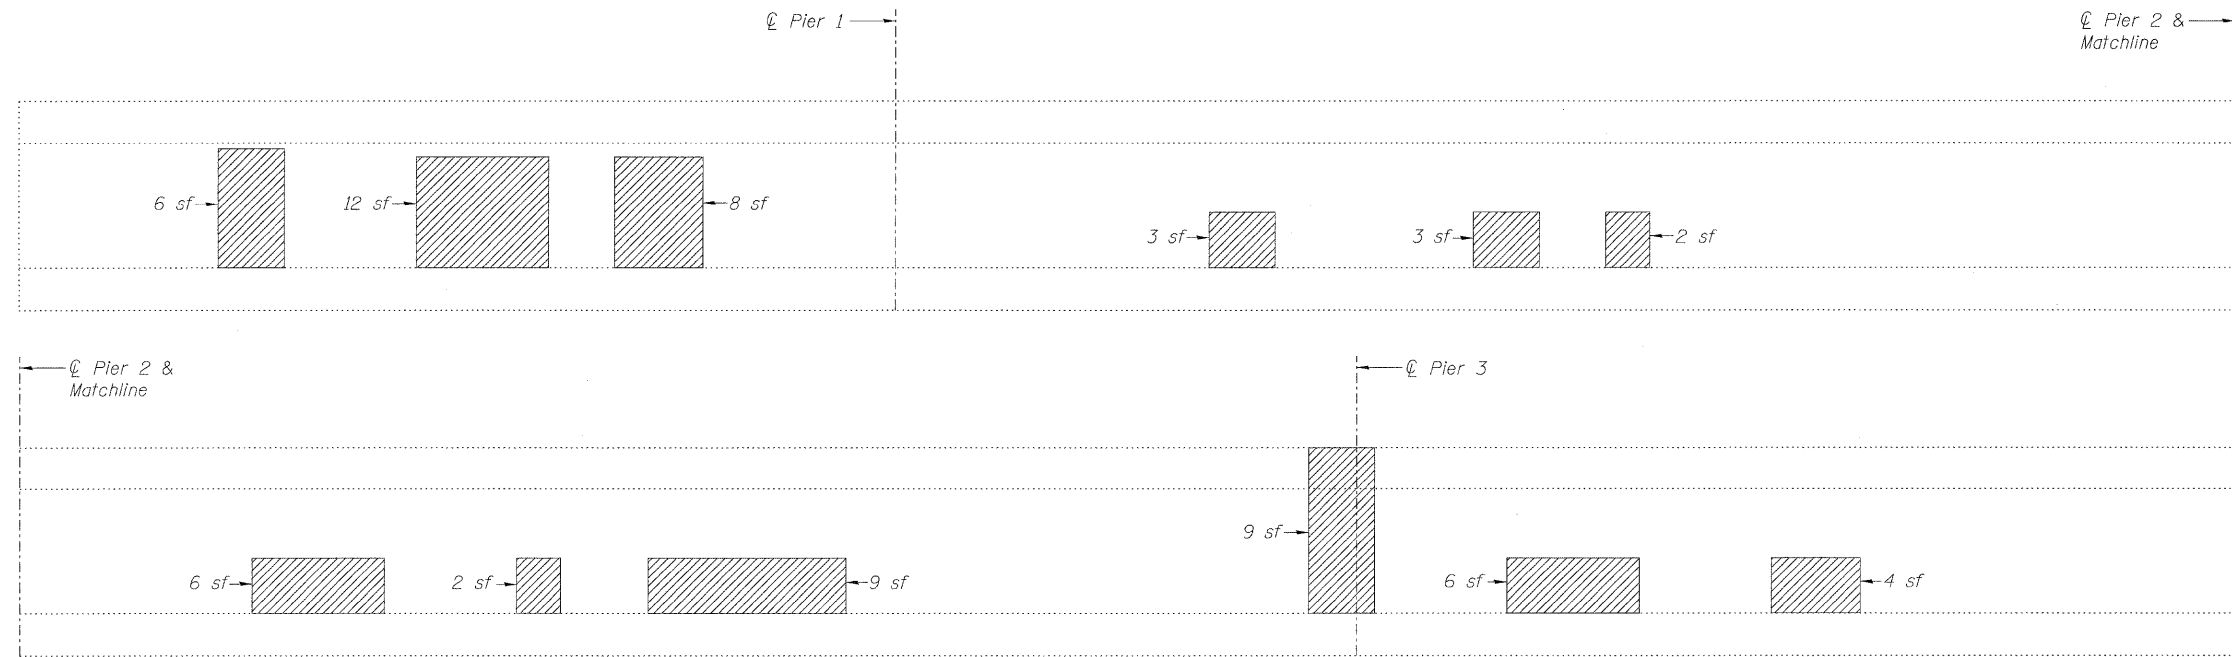 ℄ Pier 1
℄ Pier 2 &
Matchline
6 sf
12 sf
8 sf
3 sf
3 sf
2 sf
℄ Pier 2 &
Matchline
℄ Pier 3
6 sf
2 sf
9 sf
9 sf
6 sf
4 sf